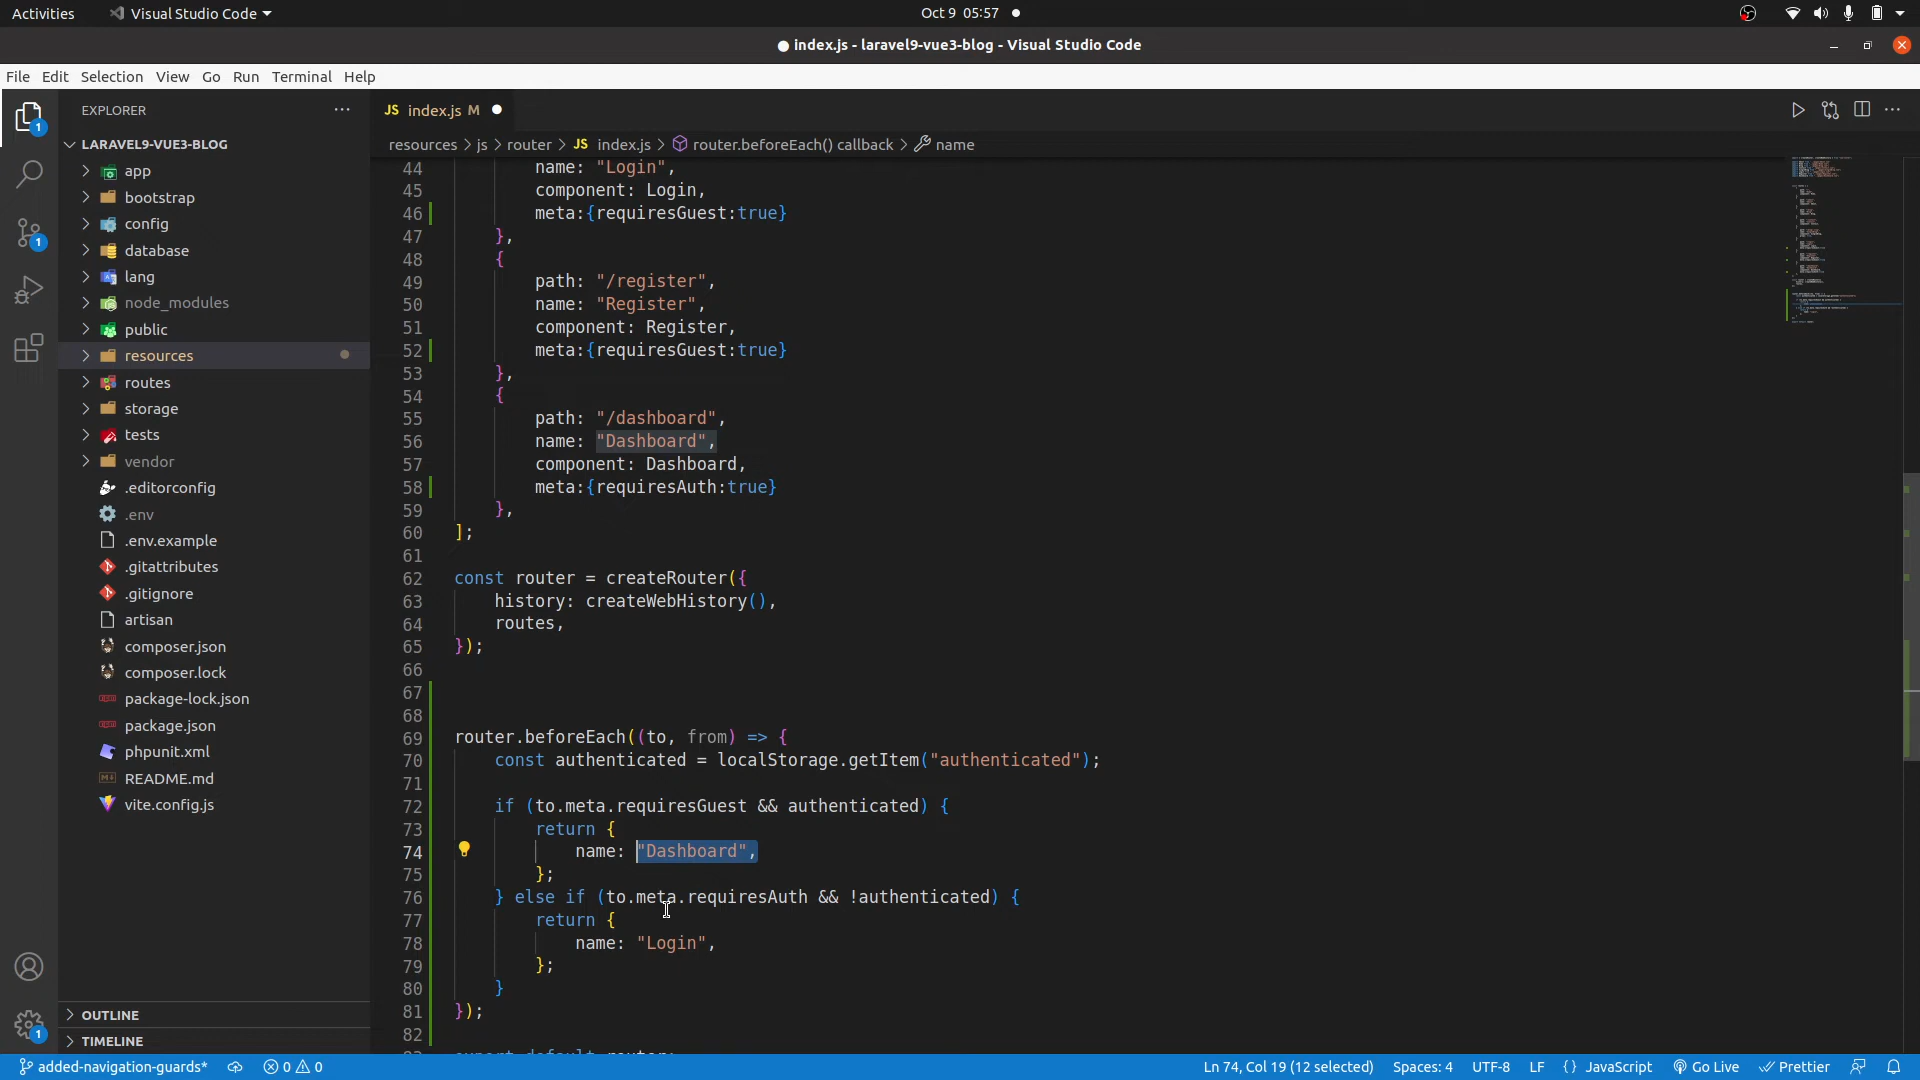 Activities
Visual Studio Code
Oct 9 05:57
● index.js - laravel9-vue3-blog - Visual Studio Code
File Edit Selection View Go Run Terminal Help
EXPLORER
LARAVEL9-VUE3-BLOG
app
bootstrap
config
database
lang
node_modules
public
resources
routes
storage
tests
vendor
.editorconfig
.env
.env.example
.gitattributes
.gitignore
artisan
composer.json
composer.lock
package-lock.json
package.json
phpunit.xml
README.md
vite.config.js
OUTLINE
TIMELINE
JS index.js M
resources > js > router > JS index.js > router.beforeEach() callback > name
44 name: "Login",
45 component: Login,
46 meta:{requiresGuest:true}
47 },
48 {
49 path: "/register",
50 name: "Register",
51 component: Register,
52 meta:{requiresGuest:true}
53 },
54 {
55 path: "/dashboard",
56 name: "Dashboard",
57 component: Dashboard,
58 meta:{requiresAuth:true}
59 },
60 ];
61
62 const router = createRouter({
63 history: createWebHistory(),
64 routes,
65 });
66
67
68
69 router.beforeEach((to, from) => {
70 const authenticated = localStorage.getItem("authenticated");
71
72 if (to.meta.requiresGuest && authenticated) {
73 return {
74 name: "Dashboard",
75 };
76 } else if (to.meta.requiresAuth && !authenticated) {
77 return {
78 name: "Login",
79 };
80 }
81 });
82
added-navigation-guards* 0 0 Ln 74, Col 19 (12 selected) Spaces: 4 UTF-8 LF {} JavaScript Go Live Prettier